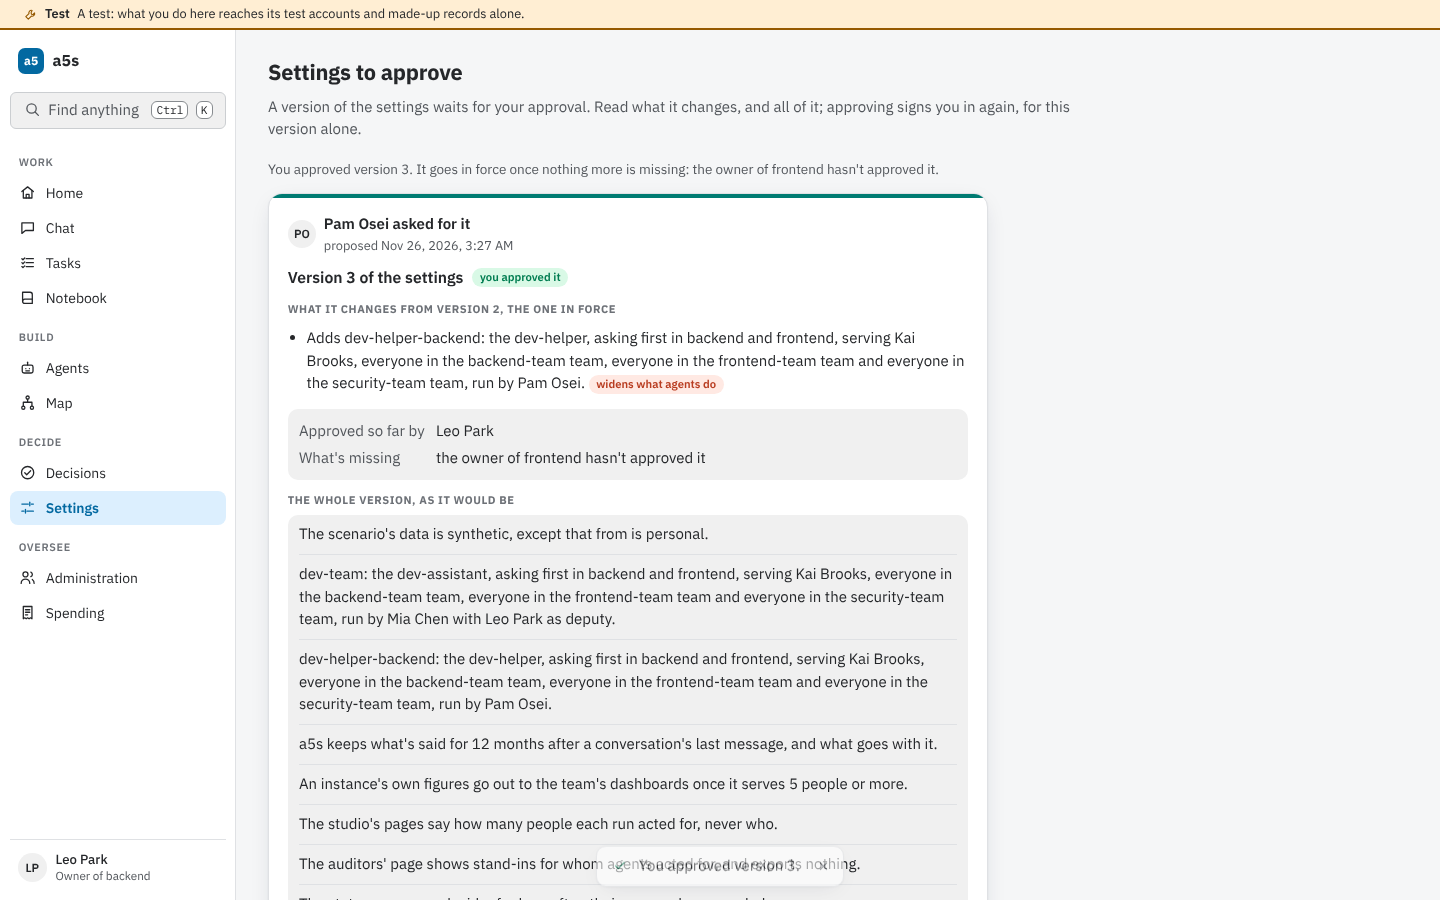 Test A test: what you do here reaches its test accounts and made-up records alone.
a5 a5s
Find anything Ctrl K
WORK
Home
Chat
Tasks
Notebook
BUILD
Agents
Map
DECIDE
Decisions
Settings
OVERSEE
Administration
Spending
LP Leo Park
Owner of backend
Settings to approve
A version of the settings waits for your approval. Read what it changes, and all of it; approving signs you in again, for this
version alone.
You approved version 3. It goes in force once nothing more is missing: the owner of frontend hasn't approved it.
PO Pam Osei asked for it
proposed Nov 26, 2026, 3:27 AM
Version 3 of the settings you approved it
WHAT IT CHANGES FROM VERSION 2, THE ONE IN FORCE
• Adds dev-helper-backend: the dev-helper, asking first in backend and frontend, serving Kai
Brooks, everyone in the backend-team team, everyone in the frontend-team team and everyone in
the security-team team, run by Pam Osei. widens what agents do
Approved so far by Leo Park
What's missing the owner of frontend hasn't approved it
THE WHOLE VERSION, AS IT WOULD BE
The scenario's data is synthetic, except that from is personal.
dev-team: the dev-assistant, asking first in backend and frontend, serving Kai Brooks, everyone in
the backend-team team, everyone in the frontend-team team and everyone in the security-team
team, run by Mia Chen with Leo Park as deputy.
dev-helper-backend: the dev-helper, asking first in backend and frontend, serving Kai Brooks,
everyone in the backend-team team, everyone in the frontend-team team and everyone in the
security-team team, run by Pam Osei.
a5s keeps what's said for 12 months after a conversation's last message, and what goes with it.
An instance's own figures go out to the team's dashboards once it serves 5 people or more.
The studio's pages say how many people each run acted for, never who.
The auditors' page shows stand-ins for whom agents acted for, and exports nothing.
You approved version 3.